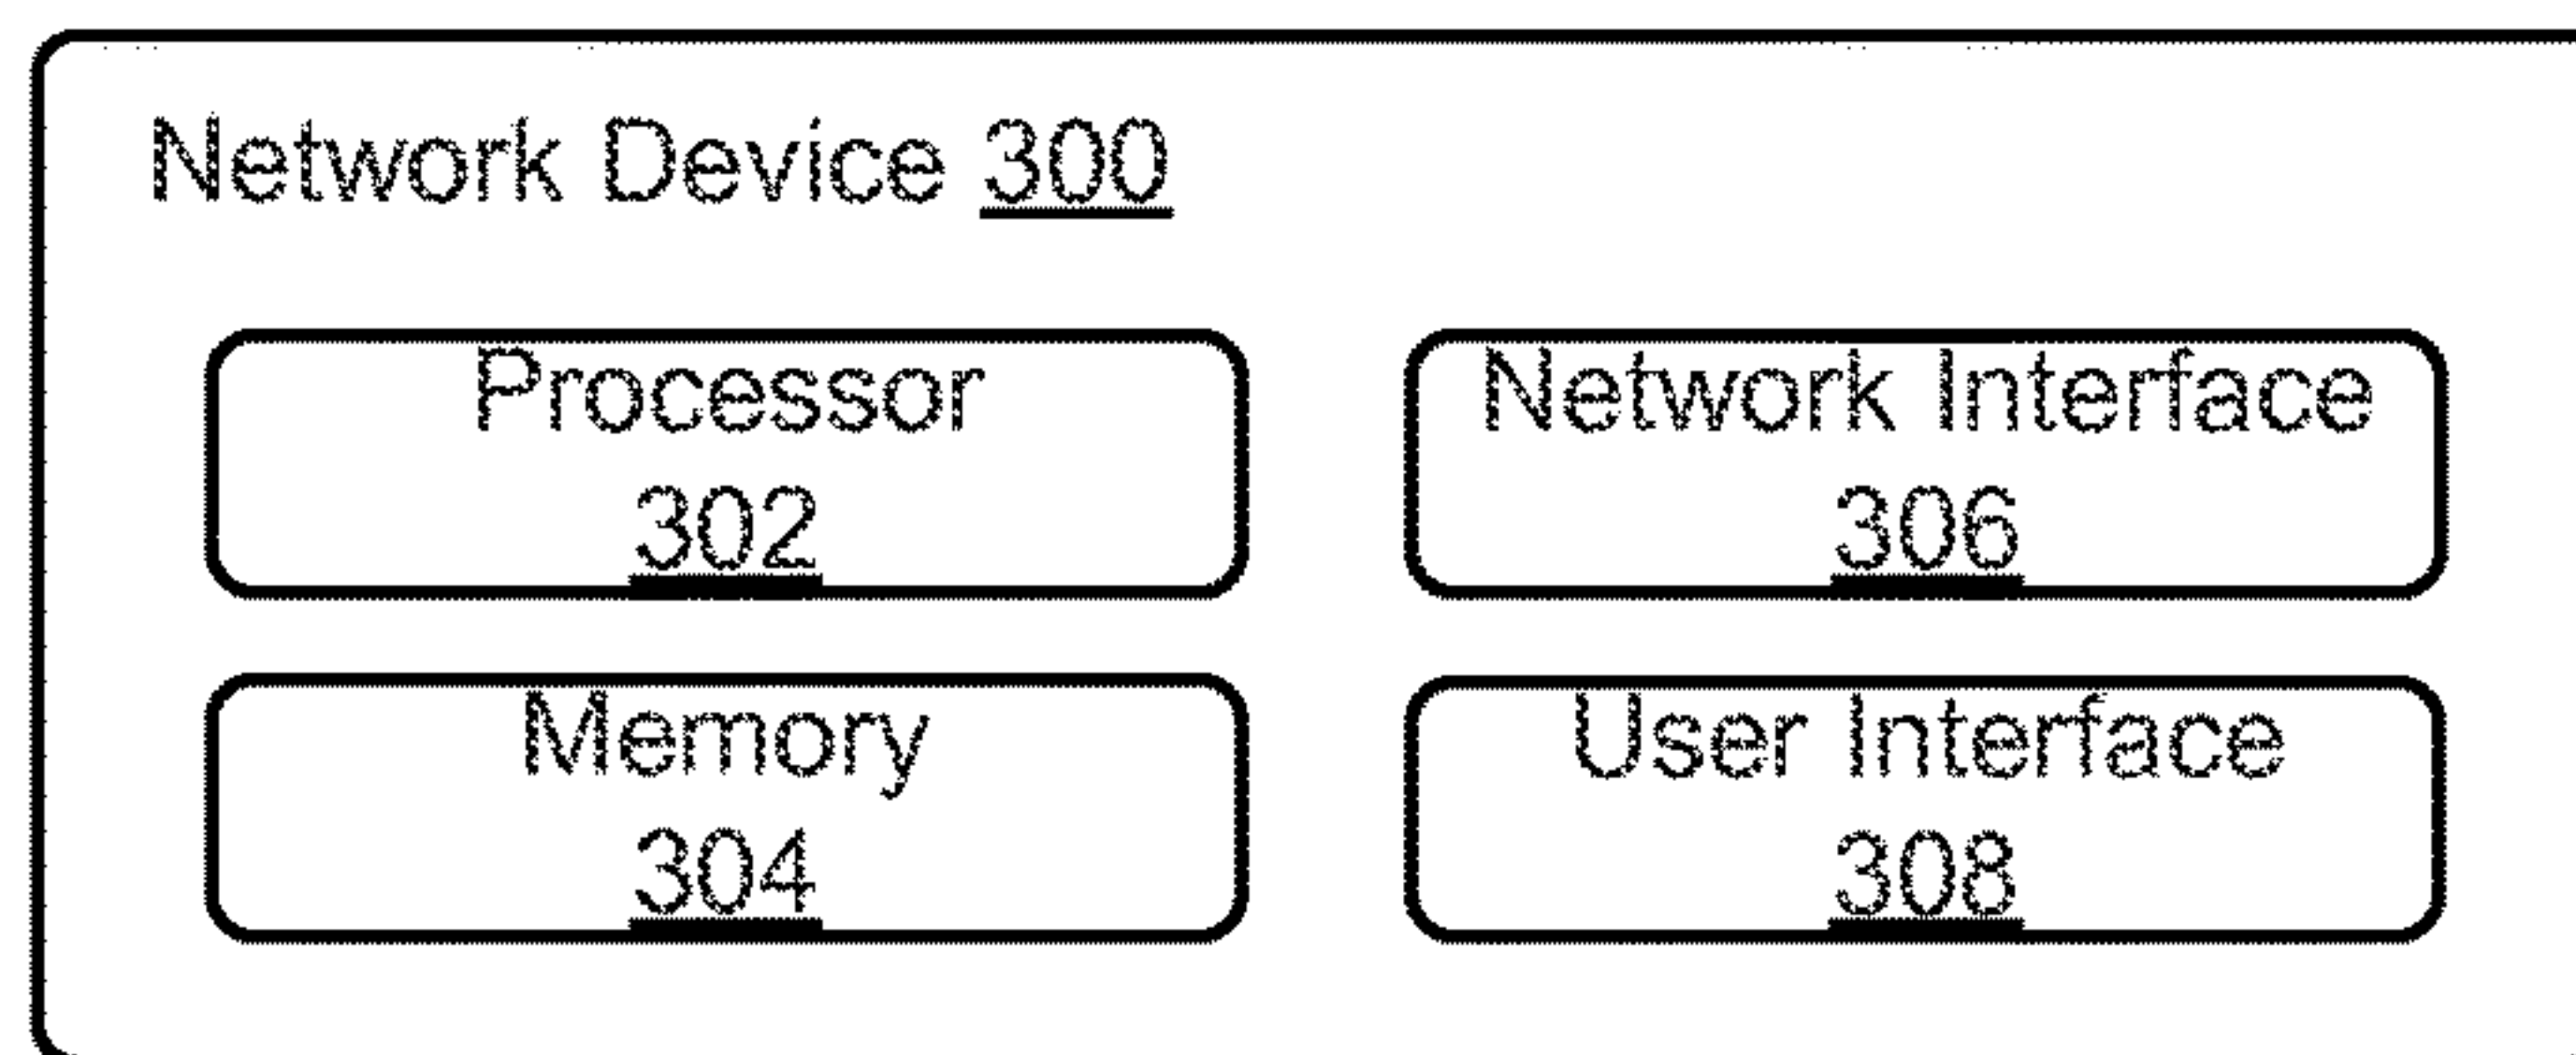 Network Device 300
Processor
302
Network Interface
306
Memory
304
User Interface
308